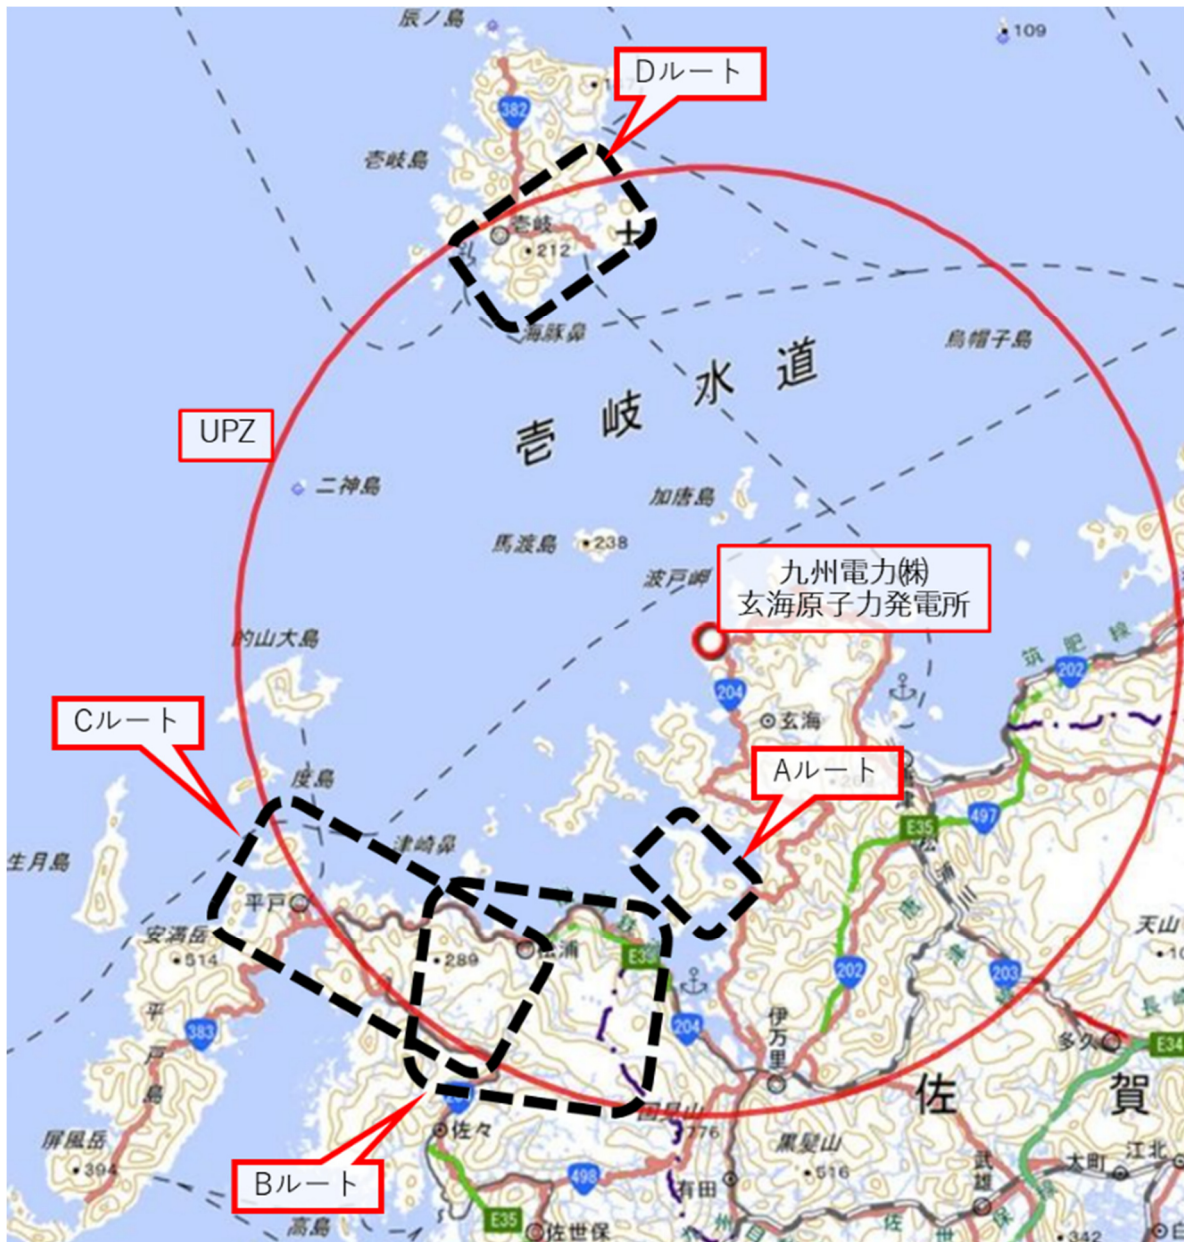 辰ノ島
109
Dルート
382
壱岐島
壱岐
212
海豚鼻
烏帽子島
壱岐水道
UPZ
二神島
加唐島
馬渡島
238
波戸岬
九州電力㈱
玄海原子力発電所
的山大島
筑肥線
202
204
玄海
Cルート
Aルート
度島
497
E35
津崎鼻
生月島
平戸
安満岳
514
289
松浦
E35
202
203
天山
383
平戸島
204
伊万里
多久
E34
佐賀
国見山
776
黒髪山
516
佐々
屏風岳
394
Bルート
498
有田
武雄
大町
江北
高島
E35
佐世保
342